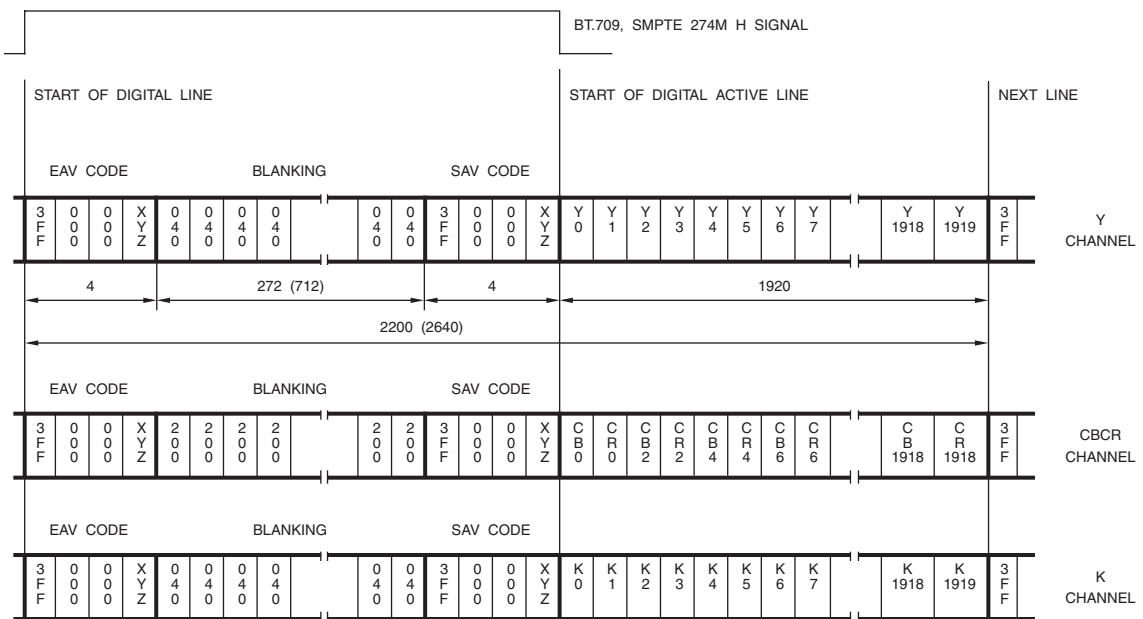 BT.709, SMPTE 274M H SIGNAL
START OF DIGITAL LINE START OF DIGITAL ACTIVE LINE NEXT LINE
EAV CODE BLANKING SAV CODE
3FF 000 000 XYZ 040 040 040 040 040 040 3FF 000 000 XYZ Y0 Y1 Y2 Y3 Y4 Y5 Y6 Y7 Y1918 Y1919 3FF Y CHANNEL
4 272 (712) 4 1920
2200 (2640)
EAV CODE BLANKING SAV CODE
3FF 000 000 XYZ 200 200 200 200 200 200 3FF 000 000 XYZ CB0 CR0 CB2 CR2 CB4 CR4 CB6 CR6 CB1918 CR1918 3FF CBCR CHANNEL
EAV CODE BLANKING SAV CODE
3FF 000 000 XYZ 040 040 040 040 040 040 3FF 000 000 XYZ K0 K1 K2 K3 K4 K5 K6 K7 K1918 K1919 3FF K CHANNEL